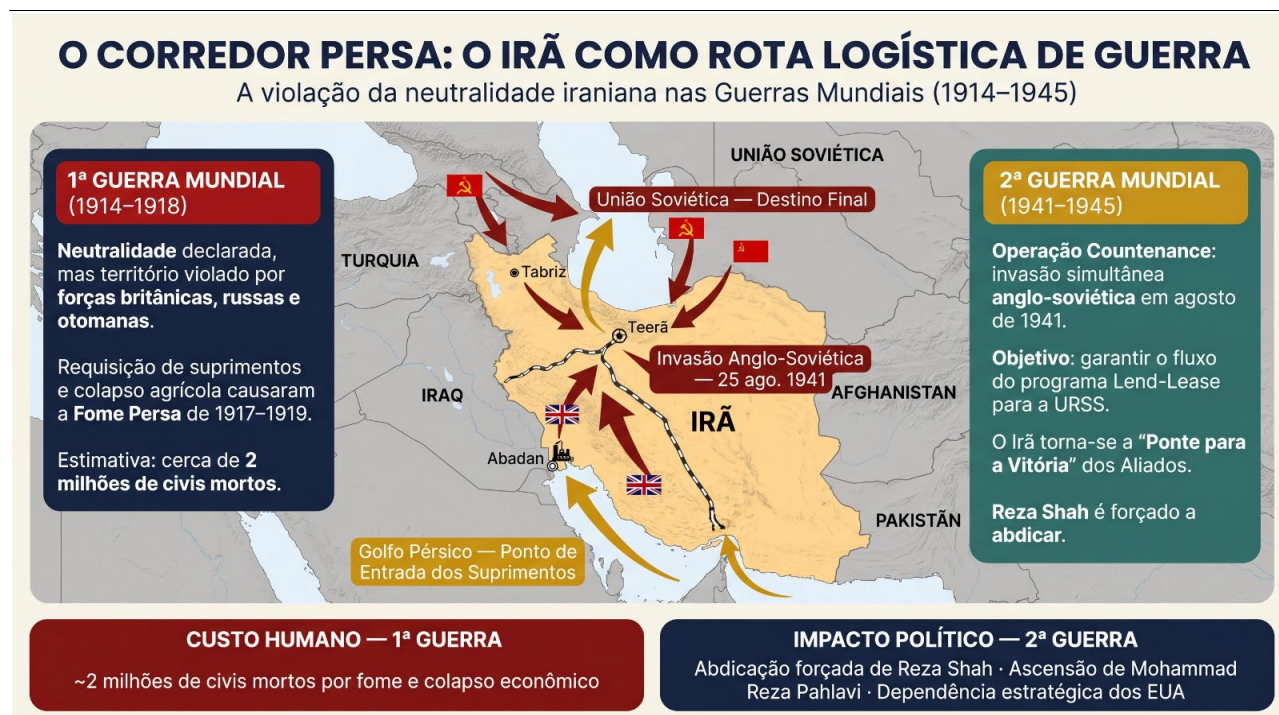 O CORREDOR PERSA: O IRÃ COMO ROTA LOGÍSTICA DE GUERRA
A violação da neutralidade iraniana nas Guerras Mundiais (1914–1945)
1ª GUERRA MUNDIAL
(1914–1918)
Neutralidade declarada,
mas território violado por
forças britânicas, russas e
otomanas.
Requisição de suprimentos
e colapso agrícola causaram
a Fome Persa de 1917–1919.
Estimativa: cerca de 2
milhões de civis mortos.
UNIÃO SOVIÉTICA
União Soviética — Destino Final
TURQUIA
Tabriz
Teerã
Invasão Anglo-Soviética
— 25 ago. 1941
IRAQ
AFGHANISTAN
IRÃ
Abadan
PAKISTÃN
Golfo Pérsico — Ponto de
Entrada dos Suprimentos
2ª GUERRA MUNDIAL
(1941–1945)
Operação Countenance:
invasão simultânea
anglo-soviética em agosto
de 1941.
Objetivo: garantir o fluxo
do programa Lend-Lease
para a URSS.
O Irã torna-se a “Ponte para
a Vitória” dos Aliados.
Reza Shah é forçado a
abdicar.
CUSTO HUMANO — 1ª GUERRA
~2 milhões de civis mortos por fome e colapso econômico
IMPACTO POLÍTICO — 2ª GUERRA
Abdicação forçada de Reza Shah · Ascensão de Mohammad
Reza Pahlavi · Dependência estratégica dos EUA